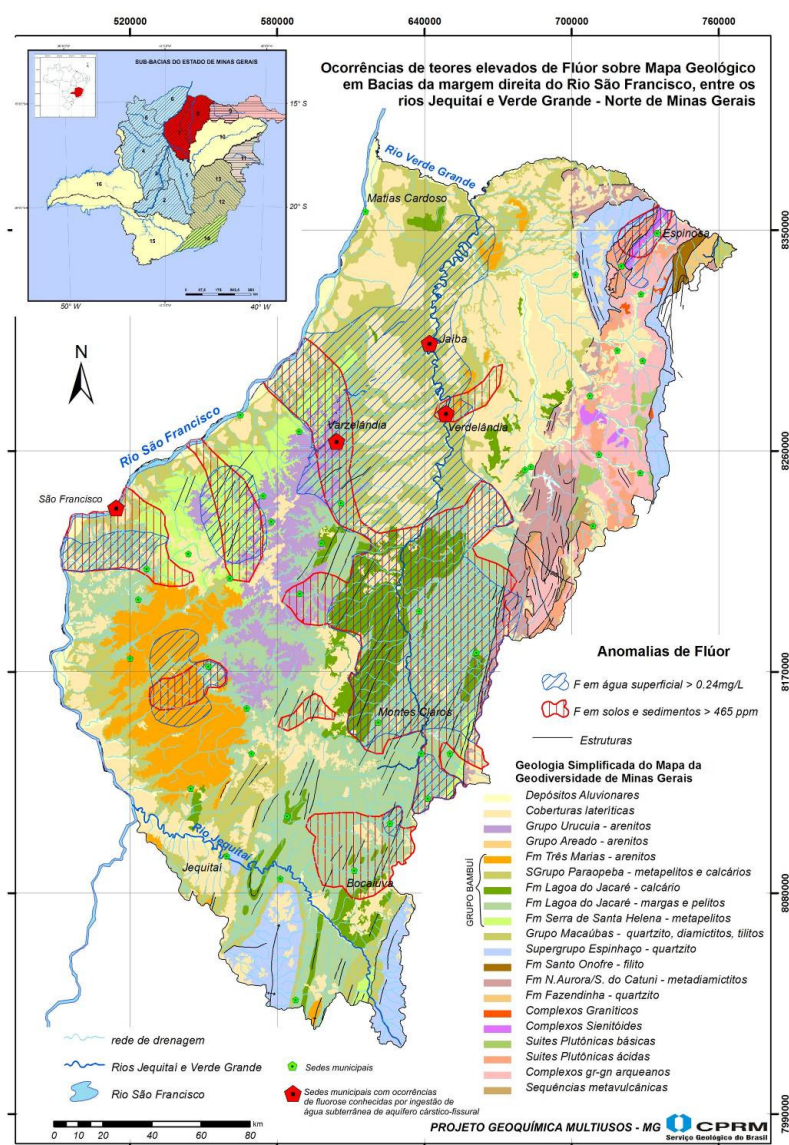 520000 580000 640000 700000 760000
SUB-BACIAS DO ESTADO DE MINAS GERAIS
15° S
20° S
50° W
40° W
Ocorrências de teores elevados de Flúor sobre Mapa Geológico
em Bacias da margem direita do Rio São Francisco, entre os
rios Jequitaí e Verde Grande - Norte de Minas Gerais
Rio Verde Grande
Matias Cardoso
Espinosa
8350000
N
Jaíba
Rio São Francisco
Varzelândia
Verdelândia
8260000
São Francisco
8170000
Montes Claros
Rio Jequitaí
Jequitaí
Bocaiuva
8080000
7990000
Anomalias de Flúor
F em água superficial > 0.24mg/L
F em solos e sedimentos > 465 ppm
Estruturas
Geologia Simplificada do Mapa da
Geodiversidade de Minas Gerais
Depósitos Aluvionares
Coberturas lateríticas
Grupo Urucuia - arenitos
Grupo Areado - arenitos
GRUPO BAMBUÍ
Fm Três Marias - arenitos
SGrupo Paraopeba - metapelitos e calcários
Fm Lagoa do Jacaré - calcário
Fm Lagoa do Jacaré - margas e pelitos
Fm Serra de Santa Helena - metapelitos
Grupo Macaúbas - quartzito, diamictitos, tilitos
Supergrupo Espinhaço - quartzito
Fm Santo Onofre - filito
Fm N.Aurora/S. do Catuni - metadiamictitos
Fm Fazendinha - quartzito
Complexos Graníticos
Complexos Sienitóides
Suites Plutônicas básicas
Suites Plutônicas ácidas
Complexos gr-gn arqueanos
Sequências metavulcânicas
rede de drenagem
Rios Jequitaí e Verde Grande
Rio São Francisco
Sedes municipais
Sedes municipais com ocorrências
de fluorose conhecidas por ingestão de
água subterrânea de aquífero cárstico-fissural
km
0 20 40 60 80
PROJETO GEOQUÍMICA MULTIUSOS - MG
CPRM
Serviço Geológico do Brasil